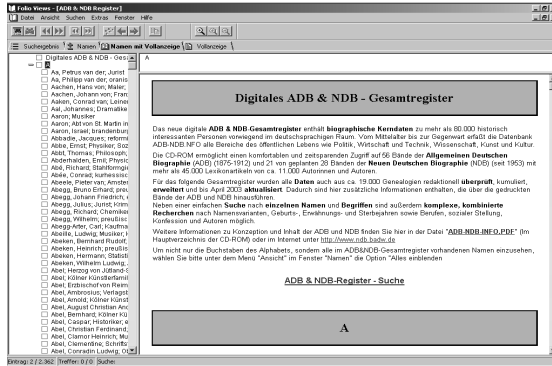 Folio Views - [ADB & NDB Register]
Datei Ansicht Suchen Extras Fenster Hilfe
Suchergebnis Namen Namen mit Vollanzeige Vollanzeige
Digitales ADB & NDB - Gesa
A
Aa, Petrus van der; Jurist
Aa, Philipp van der; oranis
Aachen, Hans von; Maler;
Aachen, Johann von; Fran
Aaken, Conrad van; Leine
Aal, Johannes; Dramatike
Aaron; Musiker
Aaron; Abt von St. Martin in
Aaron, Israel; brandenburg
Abbadie, Jacques; reformi
Abbe, Ernst; Physiker, Soz
Abbt, Thomas; Philosoph,
Abderhalden, Emil; Physic
Abé, Richard; Stahlformgi
Abée, Conrad; kurhessisc
Abeele, Pieter van; Amster
Abegg, Bruno Erhard; preu
Abegg, Johann Friedrich; e
Abegg, Julius; Jurist; Krim
Abegg, Richard; Chemiker
Abegg, Wilhelm; preußisc
Abegg-Arter, Carl; Kaufma
Abeille, Ludwig; Musiker; K
Abeken, Bernhard Rudolf;
Abeken, Heinrich; preußis
Abeken, Hermann; Statisti
Abeken, Wilhelm Ludwig;
Abel; Herzog von Jütland-S
Abel; Kölner Künstlerfamil
Abel; Erzbischof von Reim
Abel, Ambrosius; Verlagst
Abel, Arnold; Kölner Künst
Abel, August Christian And
Abel, Bernhard; Kölner Kü
Abel, Caspar; Historiker; e
Abel, Christian Ferdinand;
Abel, Clamor Heinrich; Mu
Abel, Clementine; Schrifts
Abel, Conradin Ludwig; Ob
A
Digitales ADB & NDB - Gesamtregister
Das neue digitale ADB & NDB-Gesamtregister enthält biographische Kerndaten zu mehr als 80.000 historisch
interessanten Personen vorwiegend im deutschsprachigen Raum. Vom Mittelalter bis zur Gegenwart erfaßt die Datenbank
ADB-NDB.NFO alle Bereiche des öffentlichen Lebens wie Politik, Wirtschaft und Technik, Wissenschaft, Kunst und Kultur.
Die CD-ROM ermöglicht einen komfortablen und zeitsparenden Zugriff auf 56 Bände der Allgemeinen Deutschen
Biographie (ADB) (1875-1912) und 21 von geplanten 28 Bänden der Neuen Deutschen Biographie (NDB) (seit 1953) mit
mehr als 45.000 Lexikonartikeln von ca. 11.000 Autorinnen und Autoren.
Für das folgende Gesamtregister wurden alle Daten auch aus ca. 19.000 Genealogien redaktionell überprüft, kumuliert,
erweitert und bis April 2003 aktualisiert. Dadurch sind hier zusätzliche Informationen enthalten, die über die gedruckten
Bände der ADB und NDB hinausführen.
Neben einer einfachen Suche nach einzelnen Namen und Begriffen sind außerdem komplexe, kombinierte
Recherchen nach Namensvarianten, Geburts-, Erwähnungs- und Sterbejahren sowie Berufen, sozialer Stellung,
Konfession und Autoren möglich.
Weitere Informationen zu Konzeption und Inhalt der ADB und NDB finden Sie hier in der Datei "ADB-NDB-INFO.PDF" (Im
Hauptverzeichnis der CD-ROM) oder im Internet unter http://www.ndb.badw.de
Um nicht nur die Buchstaben des Alphabets, sondern alle im ADB&NDB-Gesamtregister vorhandenen Namen einzusehen,
wählen Sie bitte unter dem Menü "Ansicht" im Fenster "Namen" die Option "Alles einblenden
ADB & NDB-Register - Suche
A
Eintrag: 2 / 2.362 Treffer: 0 / 0 Suche: